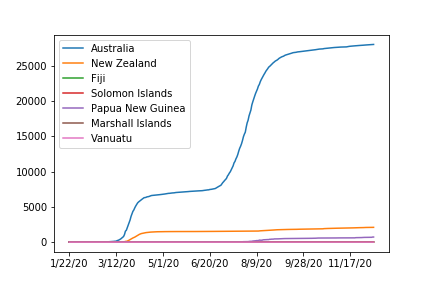 Australia
New Zealand
Fiji
Solomon Islands
Papua New Guinea
Marshall Islands
Vanuatu
25000
20000
15000
10000
5000
0
1/22/20 3/12/20 5/1/20 6/20/20 8/9/20 9/28/20 11/17/20